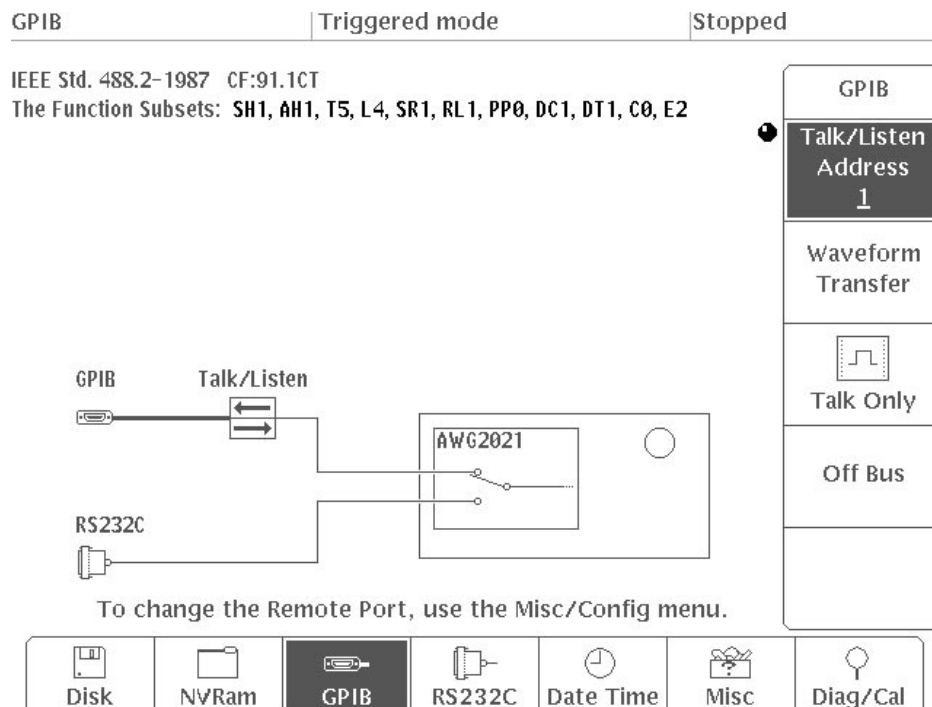 GPIB Triggered mode Stopped
IEEE Std. 488.2-1987 CF:91.1CT
The Function Subsets: SH1, AH1, T5, L4, SR1, RL1, PP0, DC1, DT1, C0, E2
GPIB
Talk/Listen
Address
1
Waveform
Transfer
Talk Only
Off Bus
GPIB Talk/Listen
AWG2021
RS232C
To change the Remote Port, use the Misc/Config menu.
Disk NVRam GPIB RS232C Date Time Misc Diag/Cal